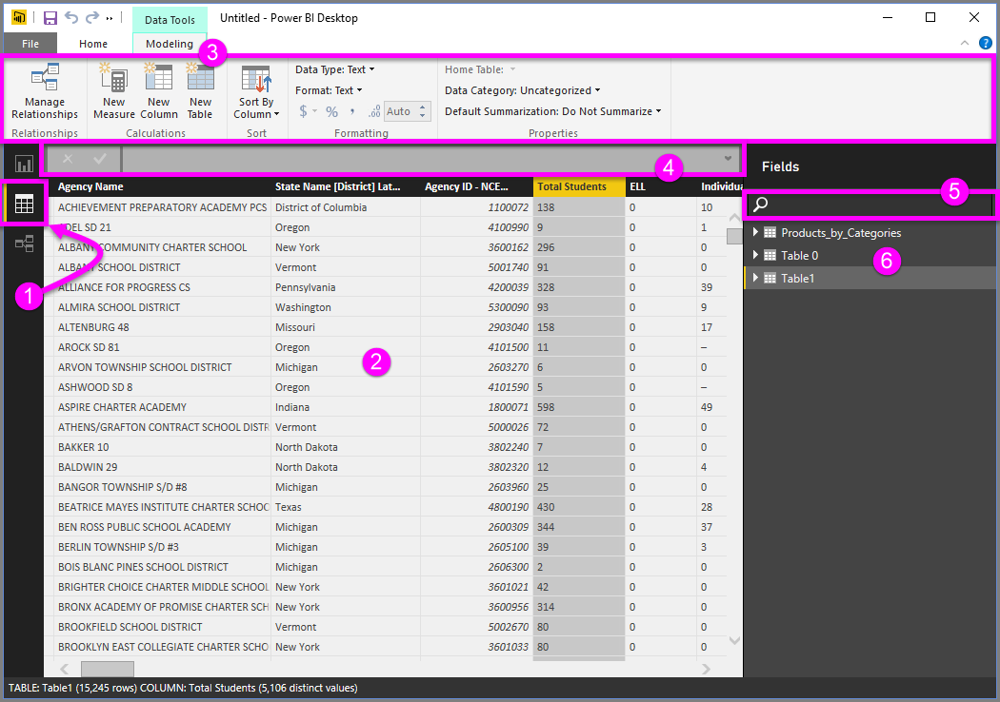 Data Tools
Untitled - Power BI Desktop
File Home Modeling 3 ?
Manage Relationships
New Measure
New Column
New Table
Sort By Column
Data Type: Text
Format: Text
$ % , .00 Auto
Home Table:
Data Category: Uncategorized
Default Summarization: Do Not Summarize
Relationships Calculations Sort Formatting Properties
4
Fields
5
Agency Name State Name [District] Lat... Agency ID - NCE... Total Students ELL Individua
ACHIEVEMENT PREPARATORY ACADEMY PCS District of Columbia 1100072 138 0 10
ADEL SD 21 Oregon 4100990 9 0 1
ALBANY COMMUNITY CHARTER SCHOOL New York 3600162 296 0 0
ALBANY SCHOOL DISTRICT Vermont 5001740 91 0 0
ALLIANCE FOR PROGRESS CS Pennsylvania 4200039 328 0 39
ALMIRA SCHOOL DISTRICT Washington 5300090 93 0 9
ALTENBURG 48 Missouri 2903040 158 0 17
AROCK SD 81 Oregon 4101500 11 0 –
ARVON TOWNSHIP SCHOOL DISTRICT Michigan 2603270 6 0 0
ASHWOOD SD 8 Oregon 4101590 5 0 –
ASPIRE CHARTER ACADEMY Indiana 1800071 598 0 49
ATHENS/GRAFTON CONTRACT SCHOOL DISTR Vermont 5000026 72 0 0
BAKKER 10 North Dakota 3802240 7 0 0
BALDWIN 29 North Dakota 3802320 12 0 4
BANGOR TOWNSHIP S/D #8 Michigan 2603960 25 0 0
BEATRICE MAYES INSTITUTE CHARTER SCHOO Texas 4800190 430 0 28
BEN ROSS PUBLIC SCHOOL ACADEMY Michigan 2600309 344 0 37
BERLIN TOWNSHIP S/D #3 Michigan 2605100 39 0 3
BOIS BLANC PINES SCHOOL DISTRICT Michigan 2606300 2 0 0
BRIGHTER CHOICE CHARTER MIDDLE SCHOOL New York 3601021 42 0 0
BRONX ACADEMY OF PROMISE CHARTER SCH New York 3600956 314 0 0
BROOKFIELD SCHOOL DISTRICT Vermont 5002670 80 0 0
BROOKLYN EAST COLLEGIATE CHARTER SCHO New York 3601033 80 0 0
1
2
Products_by_Categories
Table 0
Table1
6
TABLE: Table1 (15,245 rows) COLUMN: Total Students (5,106 distinct values)